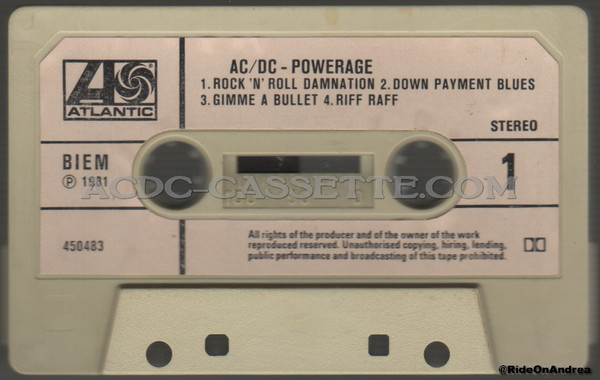 AC/DC - POWERAGE
1.ROCK 'N' ROLL DAMNATION 2.DOWN PAYMENT BLUES
3.GIMME A BULLET 4.RIFF RAFF
ATLANTIC
STEREO
BIEM
1
℗ 1981
ACDC-CASSETTE.COM
450483
All rights of the producer and of the owner of the work
reproduced reserved. Unauthorised copying, hiring, lending,
public performance and broadcasting of this tape prohibited.
@RideOnAndrea